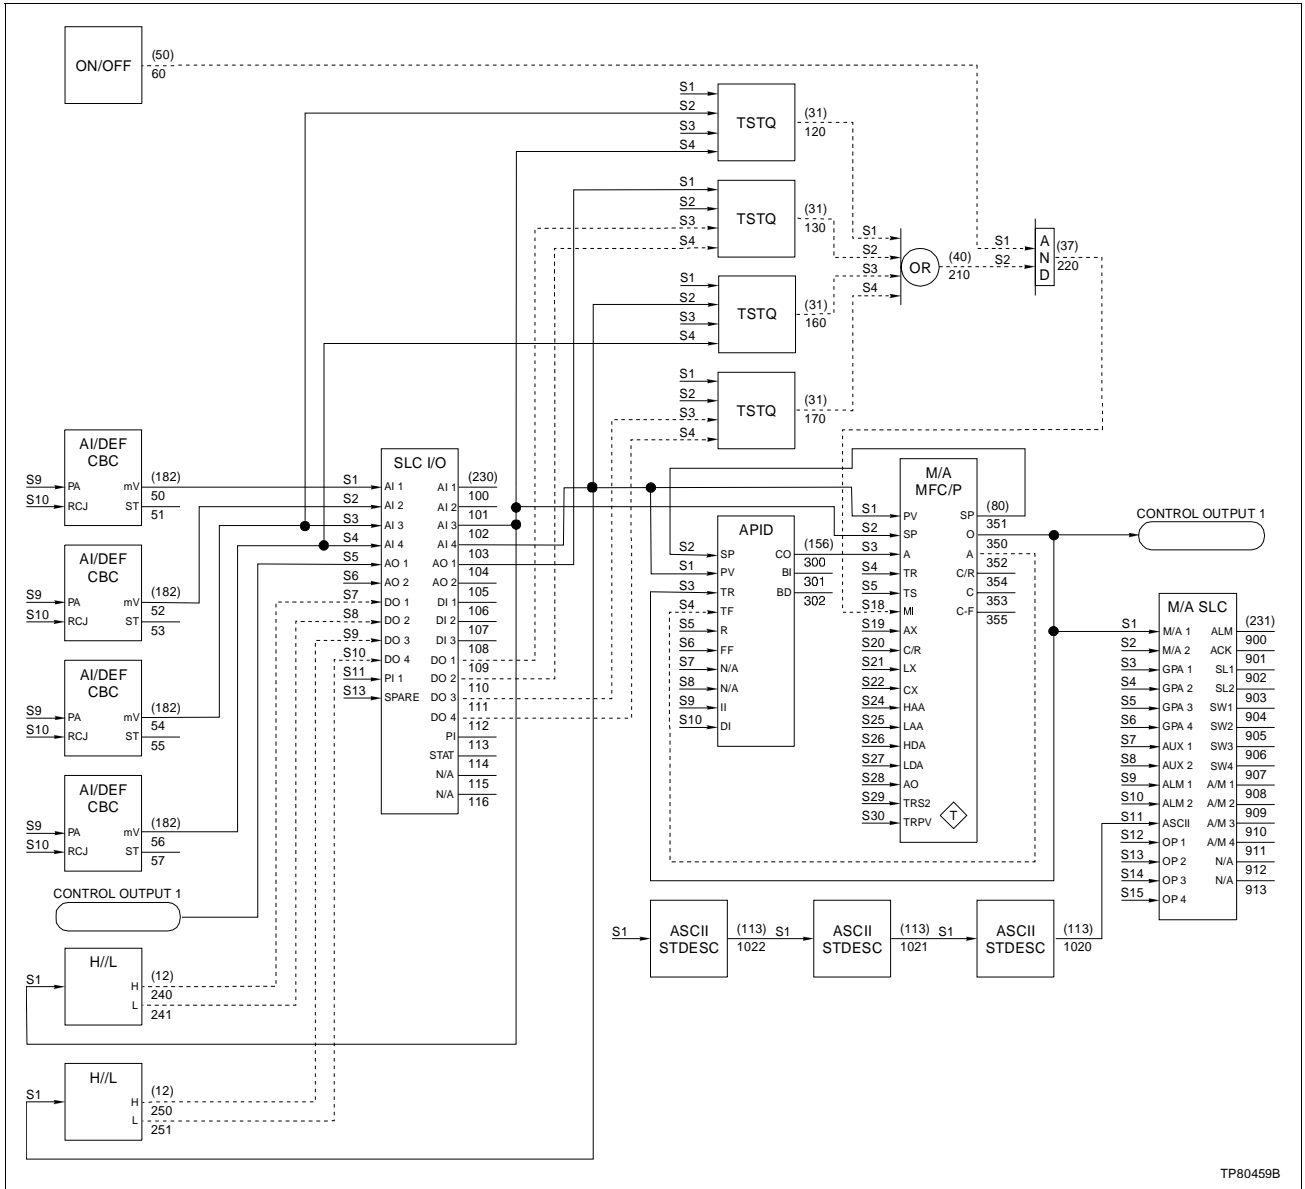 ON/OFF
(50)
60
S1
S2
S3
S4
TSTQ
(31)
120
S1
S2
S3
S4
TSTQ
(31)
130
S1
S2
S3
S4
TSTQ
(31)
160
S1
S2
S3
S4
TSTQ
(31)
170
S1
S2
S3
S4
OR
(40)
210
S1
S2
A
N
D
(37)
220
AI/DEF
CBC
S9 PA mV (182)
50
S10 RCJ ST
51
AI/DEF
CBC
S9 PA mV (182)
52
S10 RCJ ST
53
AI/DEF
CBC
S9 PA mV (182)
54
S10 RCJ ST
55
AI/DEF
CBC
S9 PA mV (182)
56
S10 RCJ ST
57
CONTROL OUTPUT 1
H//L
S1
H (12)
240
L
241
H//L
S1
H (12)
250
L
251
SLC I/O
S1 AI 1 AI 1 (230)
100
S2 AI 2 AI 2
101
S3 AI 3 AI 3
102
S4 AI 4 AI 4
103
S5 AO 1 AO 1
104
S6 AO 2 AO 2
105
S7 DO 1 DI 1
106
S8 DO 2 DI 2
107
S9 DO 3 DI 3
108
S10 DO 4 DO 1
109
S11 PI 1 DO 2
110
S13 SPARE DO 3
111
DO 4
112
PI
113
STAT
114
N/A
115
N/A
116
APID
S2 SP CO (156)
300
S1 PV BI
301
S3 TR BD
302
S4 TF
S5 R
S6 FF
S7 N/A
S8 N/A
S9 II
S10 DI
M/A
MFC/P
S1 PV SP (80)
351
S2 SP O
350
S3 A A
352
S4 TR C/R
354
S5 TS C
353
S18 MI C-F
355
S19 AX
S20 C/R
S21 LX
S22 CX
S24 HAA
S25 LAA
S26 HDA
S27 LDA
S28 AO
S29 TRS2
S30 TRPV
T
CONTROL OUTPUT 1
M/A SLC
S1 M/A 1 ALM (231)
900
S2 M/A 2 ACK
901
S3 GPA 1 SL1
902
S4 GPA 2 SL2
903
S5 GPA 3 SW1
904
S6 GPA 4 SW2
905
S7 AUX 1 SW3
906
S8 AUX 2 SW4
907
S9 ALM 1 A/M 1
908
S10 ALM 2 A/M 2
909
S11 ASCII A/M 3
910
S12 OP 1 A/M 4
911
S13 OP 2 N/A
912
S14 OP 3 N/A
913
S15 OP 4
S1
ASCII
STDESC
(113)
1022
S1
ASCII
STDESC
(113)
1021
S1
ASCII
STDESC
(113)
1020
TP80459B